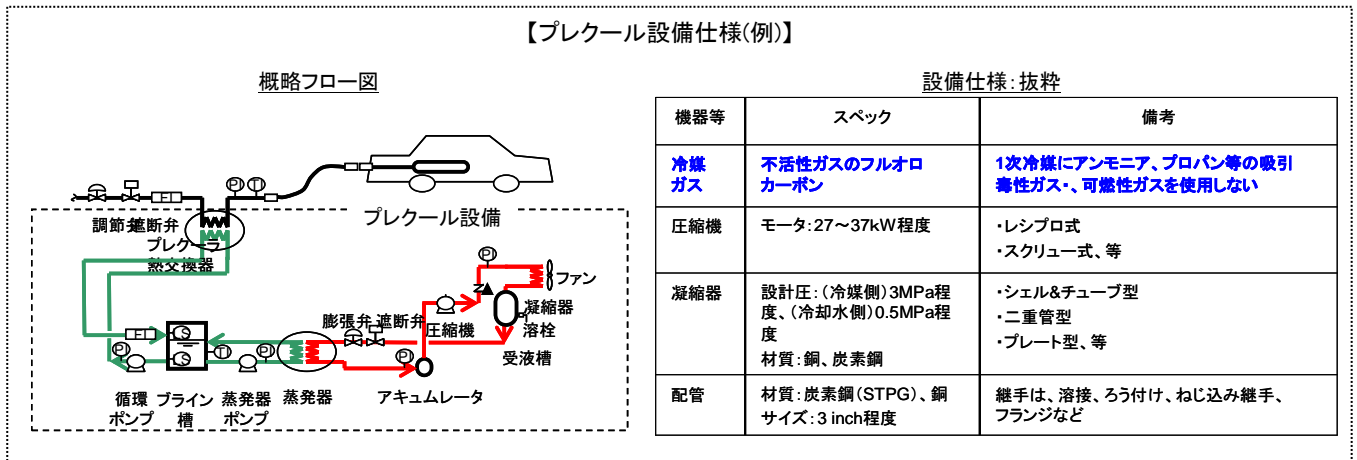 【プレクール設備仕様(例)】
概略フロー図
PI TI
FI
プレクール設備
調節弁 遮断弁
プレクーラ
熱交換器
PI
ファン
凝縮器
溶栓
膨張弁 遮断弁
圧縮機
受液槽
FI
PI
TI
PI
PI
循環
ポンプ
ブライン
槽
蒸発器
ポンプ
蒸発器
アキュムレータ
設備仕様:抜粋
機器等 スペック 備考
冷媒
ガス
不活性ガスのフルオロ
カーボン
1次冷媒にアンモニア、プロパン等の吸引
毒性ガス・、可燃性ガスを使用しない
圧縮機
モータ:27~37kW程度
・レシプロ式
・スクリュー式、等
凝縮器
設計圧:(冷媒側)3MPa程
度、(冷却水側)0.5MPa程
度
材質:銅、炭素鋼
・シェル&チューブ型
・二重管型
・プレート型、等
配管
材質:炭素鋼(STPG)、銅
サイズ:3 inch程度
継手は、溶接、ろう付け、ねじ込み継手、
フランジなど